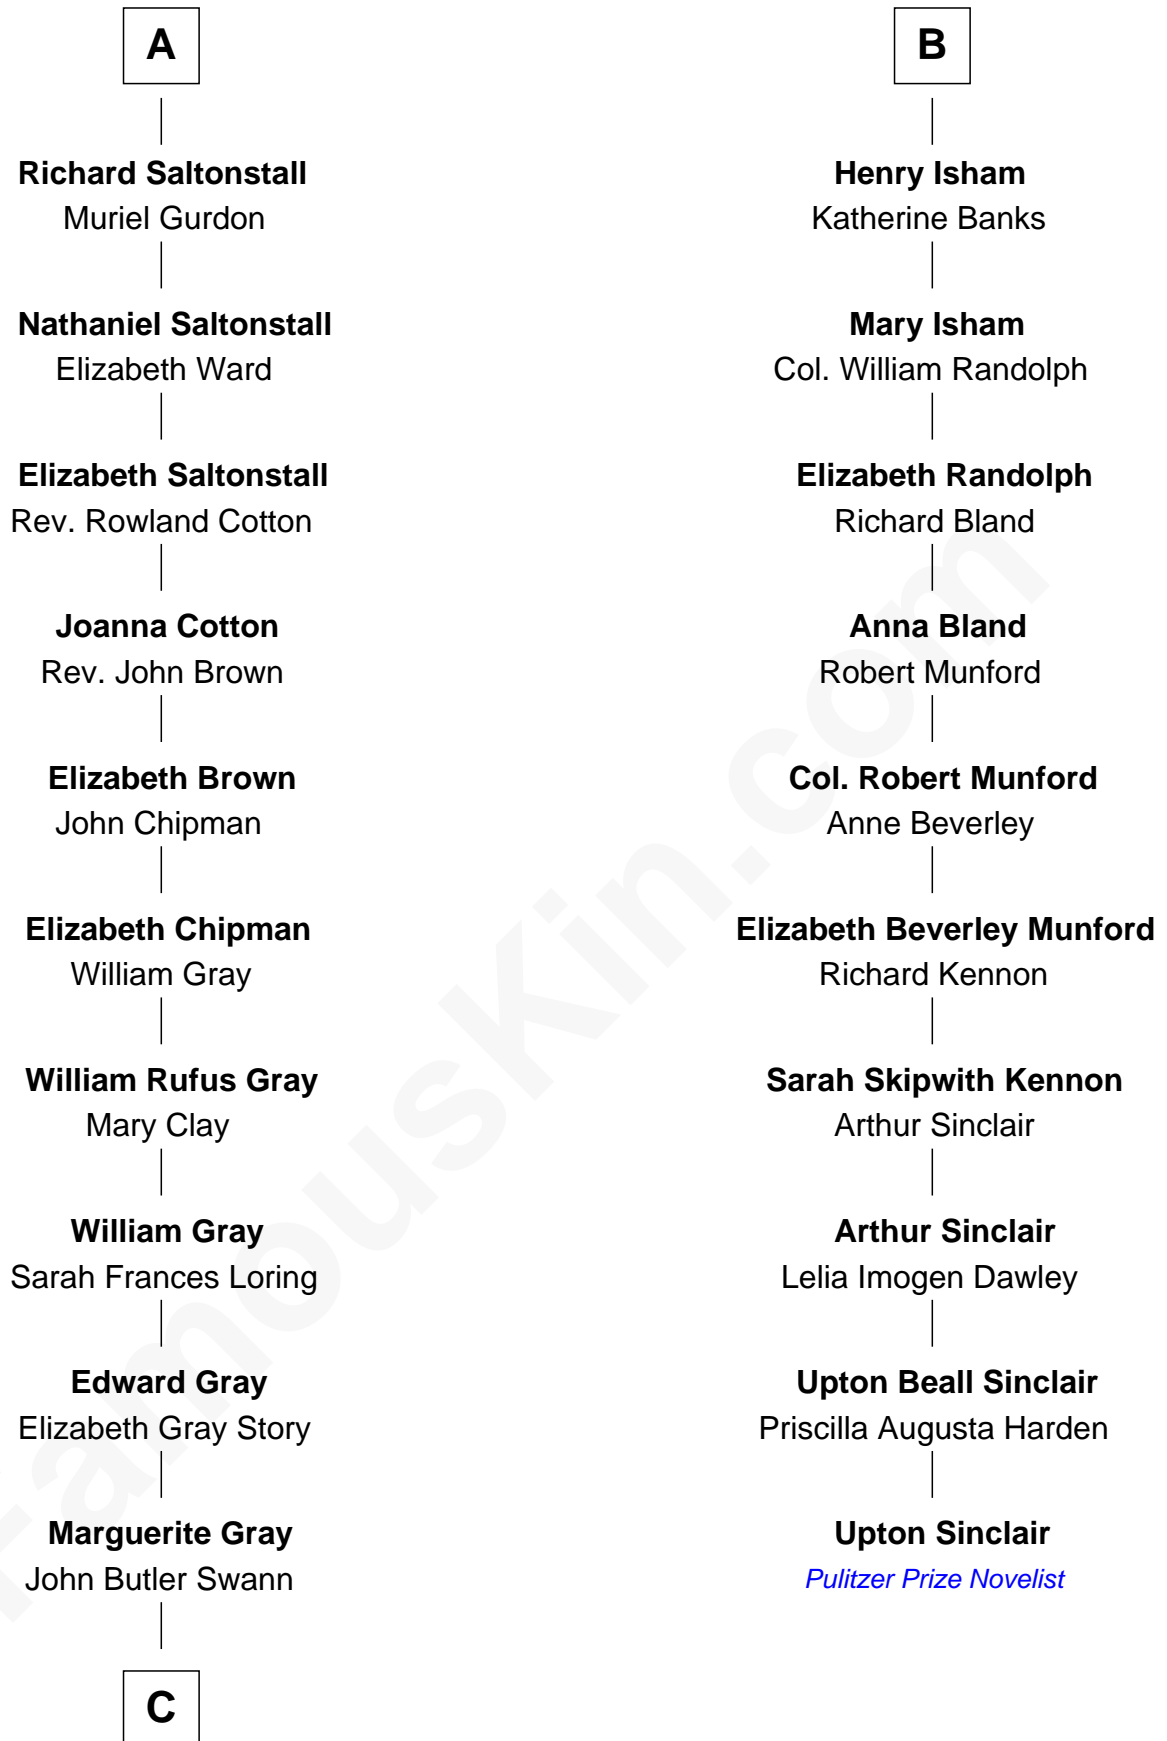 A
Richard Saltonstall
Muriel Gurdon
Nathaniel Saltonstall
Elizabeth Ward
Elizabeth Saltonstall
Rev. Rowland Cotton
Joanna Cotton
Rev. John Brown
Elizabeth Brown
John Chipman
Elizabeth Chipman
William Gray
William Rufus Gray
Mary Clay
William Gray
Sarah Frances Loring
Edward Gray
Elizabeth Gray Story
Marguerite Gray
John Butler Swann
C
B
Henry Isham
Katherine Banks
Mary Isham
Col. William Randolph
Elizabeth Randolph
Richard Bland
Anna Bland
Robert Munford
Col. Robert Munford
Anne Beverley
Elizabeth Beverley Munford
Richard Kennon
Sarah Skipwith Kennon
Arthur Sinclair
Arthur Sinclair
Lelia Imogen Dawley
Upton Beall Sinclair
Priscilla Augusta Harden
Upton Sinclair
Pulitzer Prize Novelist
FamousKin.com